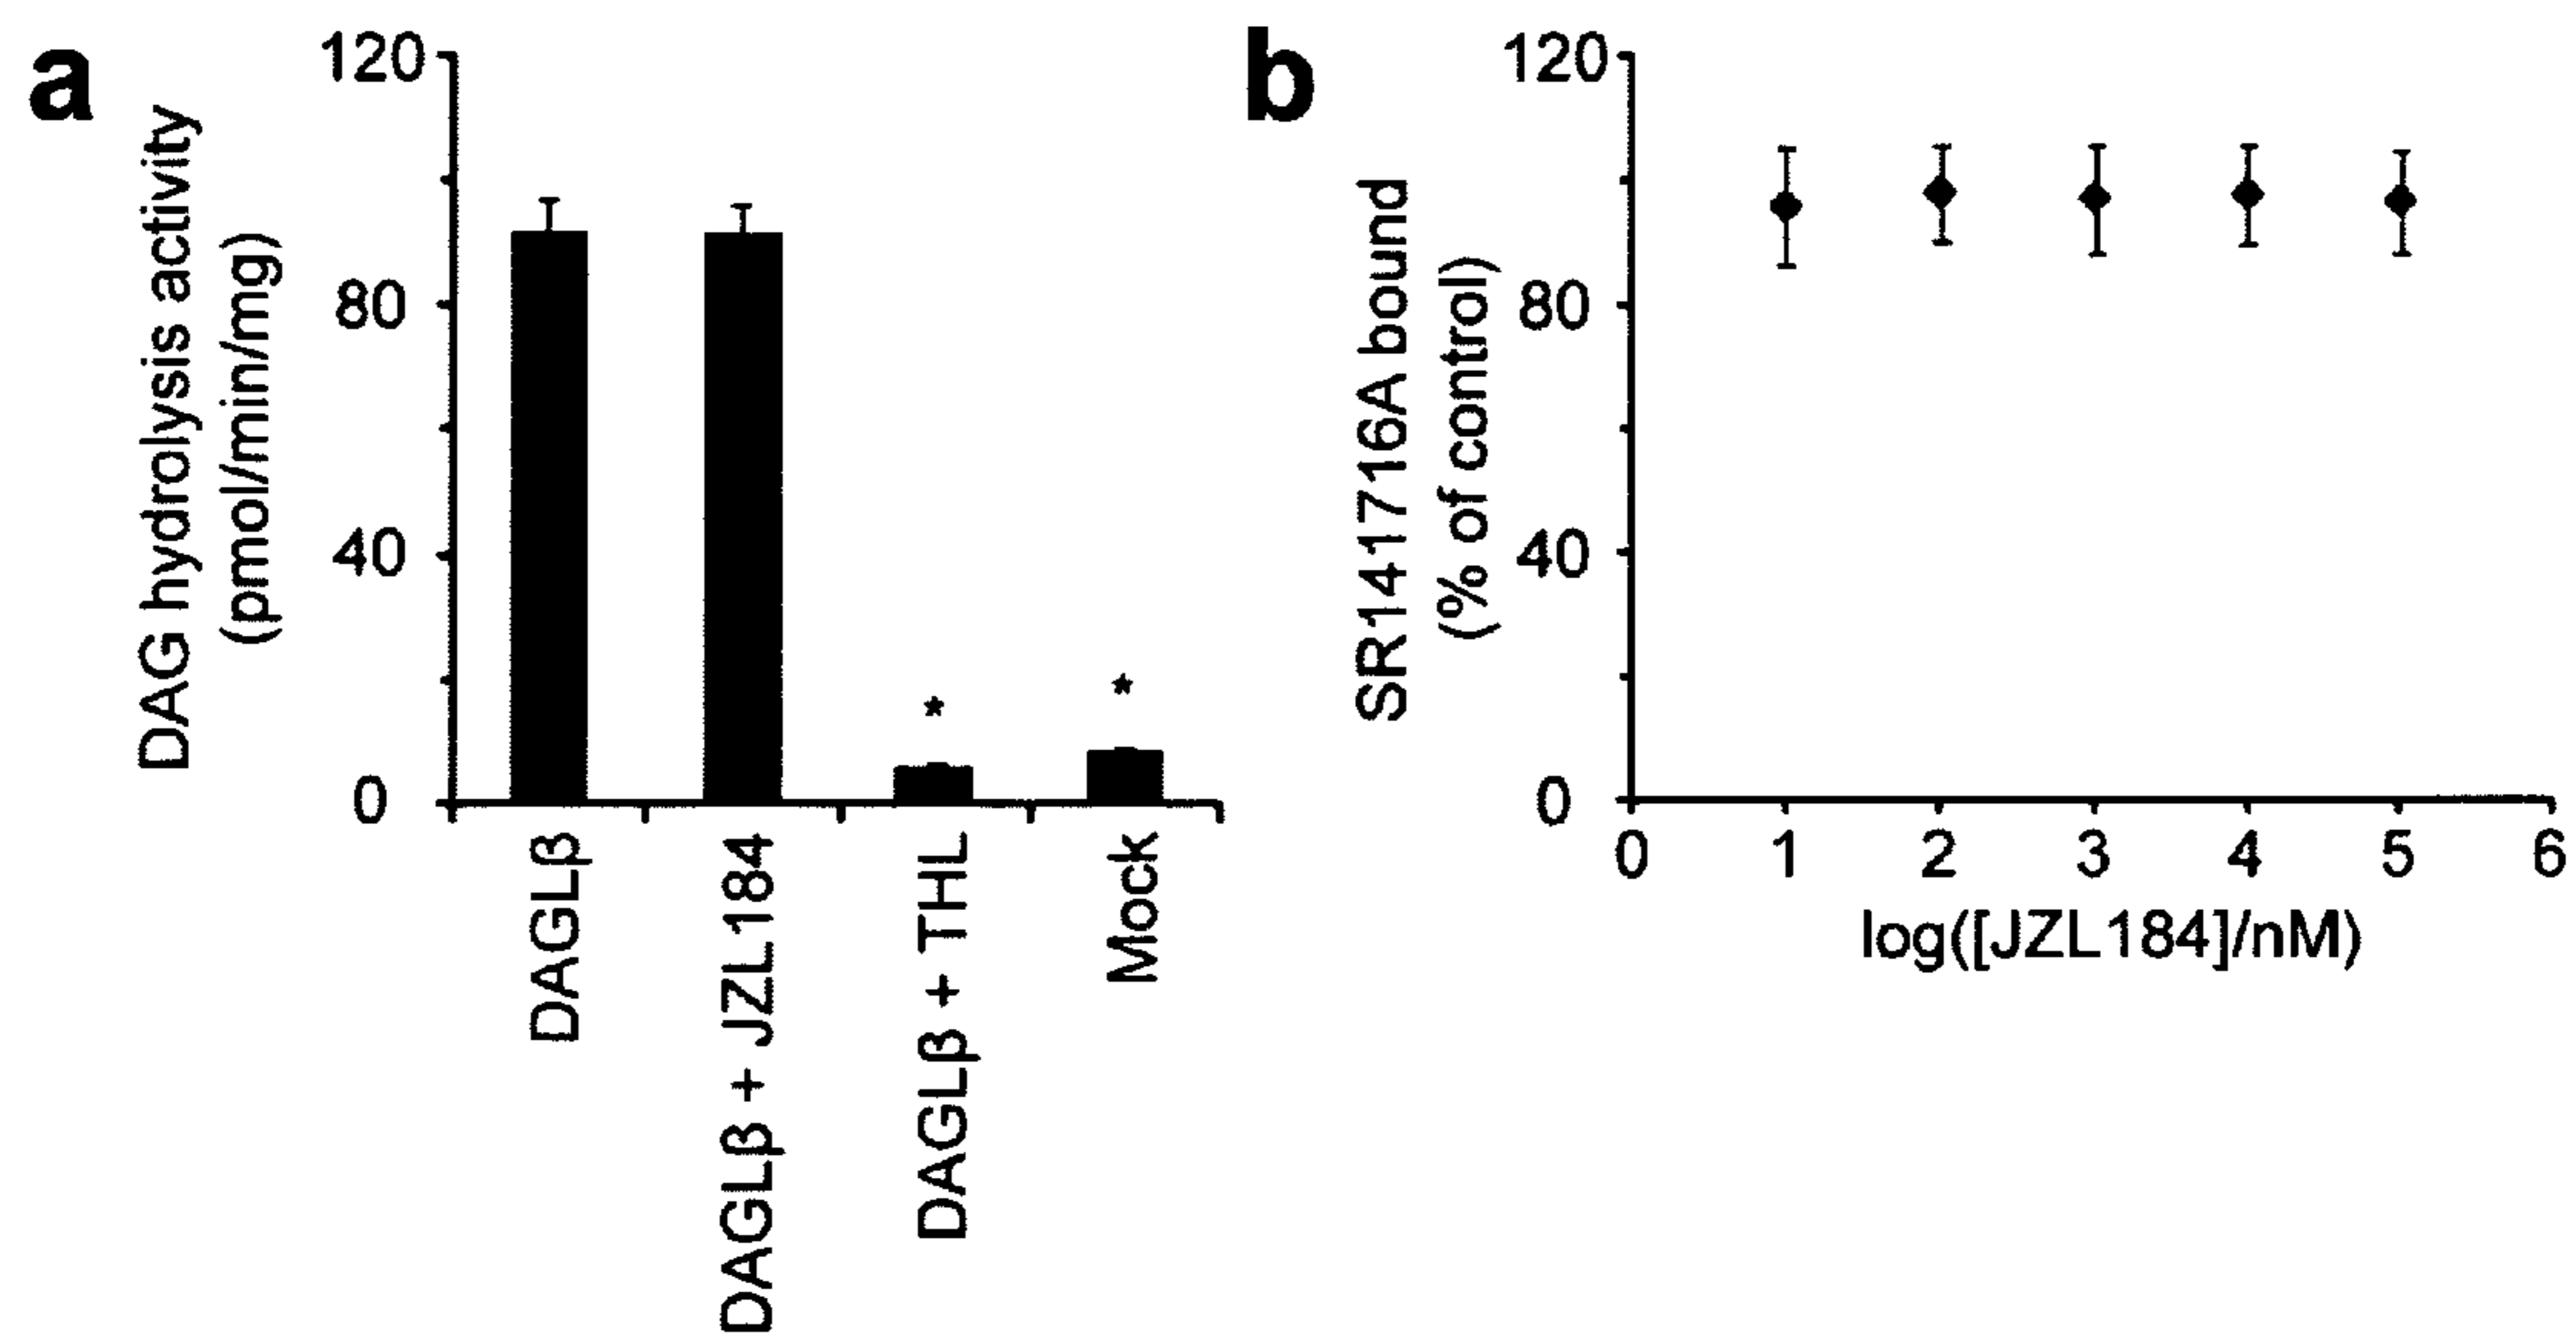 a
DAG hydrolysis activity
(pmol/min/mg)
120
80
40
0
*
*
DAGLβ
DAGLβ + JZL184
DAGLβ + THL
Mock
b
SR141716A bound
(% of control)
120
80
40
0
0 1 2 3 4 5 6
log([JZL184]/nM)